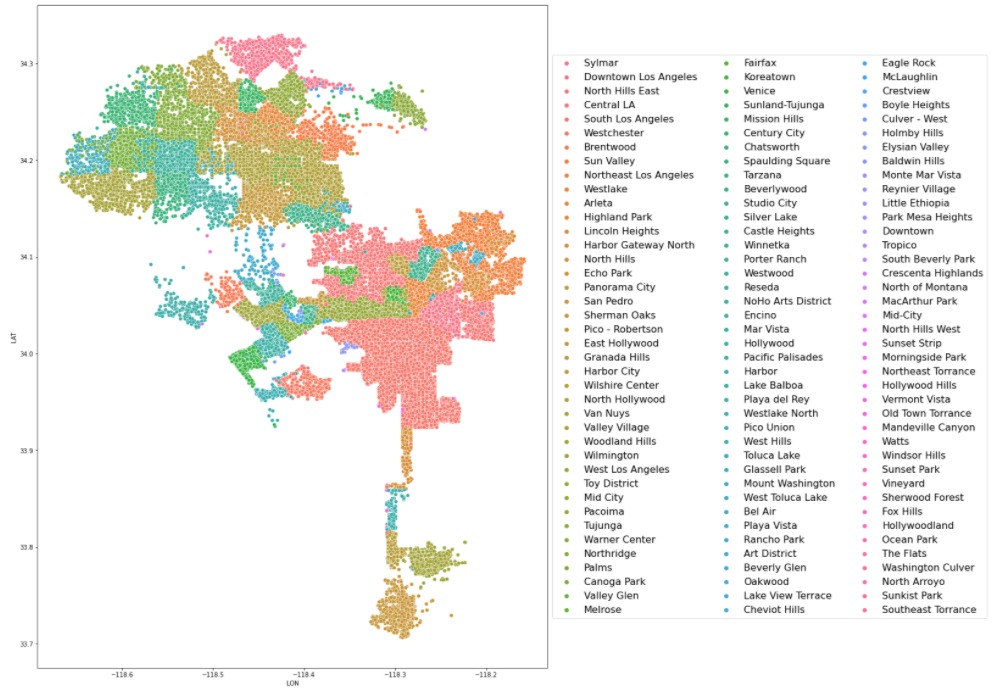 34.3
34.2
34.1
34.0
33.9
33.8
33.7
LAT
−118.6
−118.5
−118.4
−118.3
−118.2
LON
Sylmar
Downtown Los Angeles
North Hills East
Central LA
South Los Angeles
Westchester
Brentwood
Sun Valley
Northeast Los Angeles
Westlake
Arleta
Highland Park
Lincoln Heights
Harbor Gateway North
North Hills
Echo Park
Panorama City
San Pedro
Sherman Oaks
Pico - Robertson
East Hollywood
Granada Hills
Harbor City
Wilshire Center
North Hollywood
Van Nuys
Valley Village
Woodland Hills
Wilmington
West Los Angeles
Toy District
Mid City
Pacoima
Tujunga
Warner Center
Northridge
Palms
Canoga Park
Valley Glen
Melrose
Fairfax
Koreatown
Venice
Sunland-Tujunga
Mission Hills
Century City
Chatsworth
Spaulding Square
Tarzana
Beverlywood
Studio City
Silver Lake
Castle Heights
Winnetka
Porter Ranch
Westwood
Reseda
NoHo Arts District
Encino
Mar Vista
Hollywood
Pacific Palisades
Harbor
Lake Balboa
Playa del Rey
Westlake North
Pico Union
West Hills
Toluca Lake
Glassell Park
Mount Washington
West Toluca Lake
Bel Air
Playa Vista
Rancho Park
Art District
Beverly Glen
Oakwood
Lake View Terrace
Cheviot Hills
Eagle Rock
McLaughlin
Crestview
Boyle Heights
Culver - West
Holmby Hills
Elysian Valley
Baldwin Hills
Monte Mar Vista
Reynier Village
Little Ethiopia
Park Mesa Heights
Downtown
Tropico
South Beverly Park
Crescenta Highlands
North of Montana
MacArthur Park
Mid-City
North Hills West
Sunset Strip
Morningside Park
Northeast Torrance
Hollywood Hills
Vermont Vista
Old Town Torrance
Mandeville Canyon
Watts
Windsor Hills
Sunset Park
Vineyard
Sherwood Forest
Fox Hills
Hollywoodland
Ocean Park
The Flats
Washington Culver
North Arroyo
Sunkist Park
Southeast Torrance